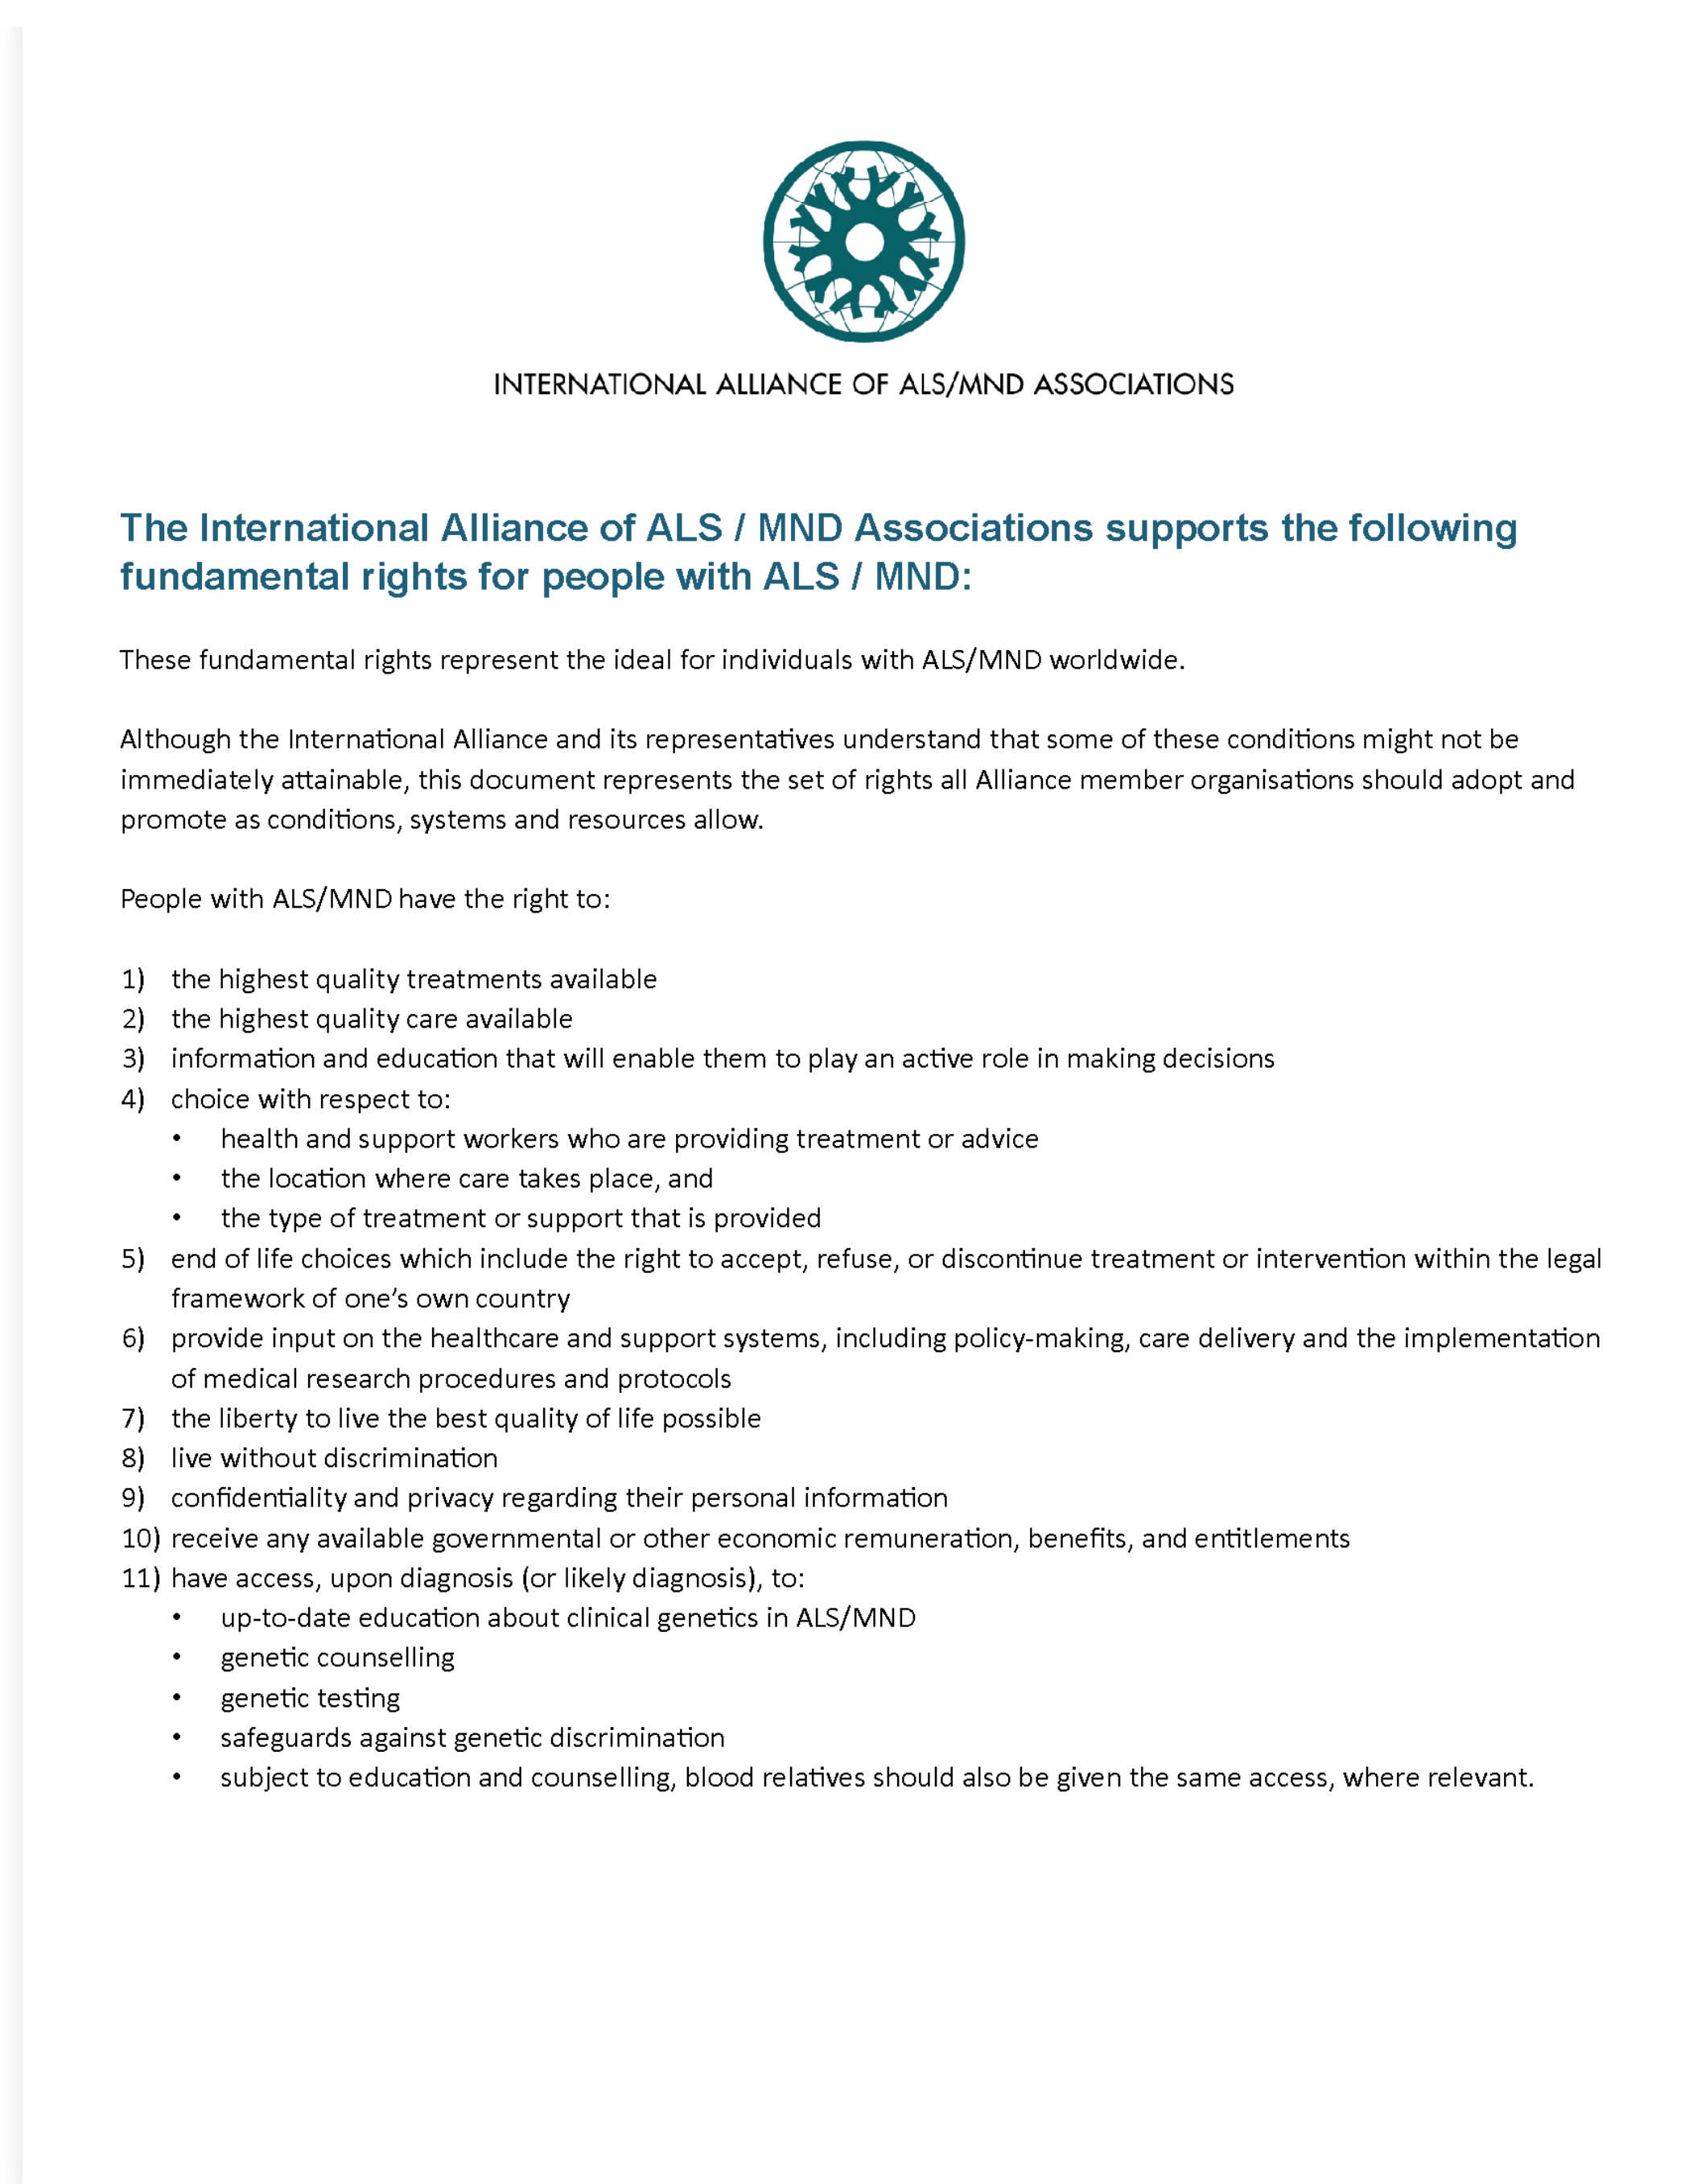 INTERNATIONAL ALLIANCE OF ALS/MND ASSOCIATIONS
The International Alliance of ALS / MND Associations supports the following
fundamental rights for people with ALS / MND:
These fundamental rights represent the ideal for individuals with ALS/MND worldwide.
Although the International Alliance and its representatives understand that some of these conditions might not be
immediately attainable, this document represents the set of rights all Alliance member organisations should adopt and
promote as conditions, systems and resources allow.
People with ALS/MND have the right to:
1) the highest quality treatments available
2) the highest quality care available
3) information and education that will enable them to play an active role in making decisions
4) choice with respect to:
• health and support workers who are providing treatment or advice
• the location where care takes place, and
• the type of treatment or support that is provided
5) end of life choices which include the right to accept, refuse, or discontinue treatment or intervention within the legal
framework of one’s own country
6) provide input on the healthcare and support systems, including policy-making, care delivery and the implementation
of medical research procedures and protocols
7) the liberty to live the best quality of life possible
8) live without discrimination
9) confidentiality and privacy regarding their personal information
10) receive any available governmental or other economic remuneration, benefits, and entitlements
11) have access, upon diagnosis (or likely diagnosis), to:
• up-to-date education about clinical genetics in ALS/MND
• genetic counselling
• genetic testing
• safeguards against genetic discrimination
• subject to education and counselling, blood relatives should also be given the same access, where relevant.